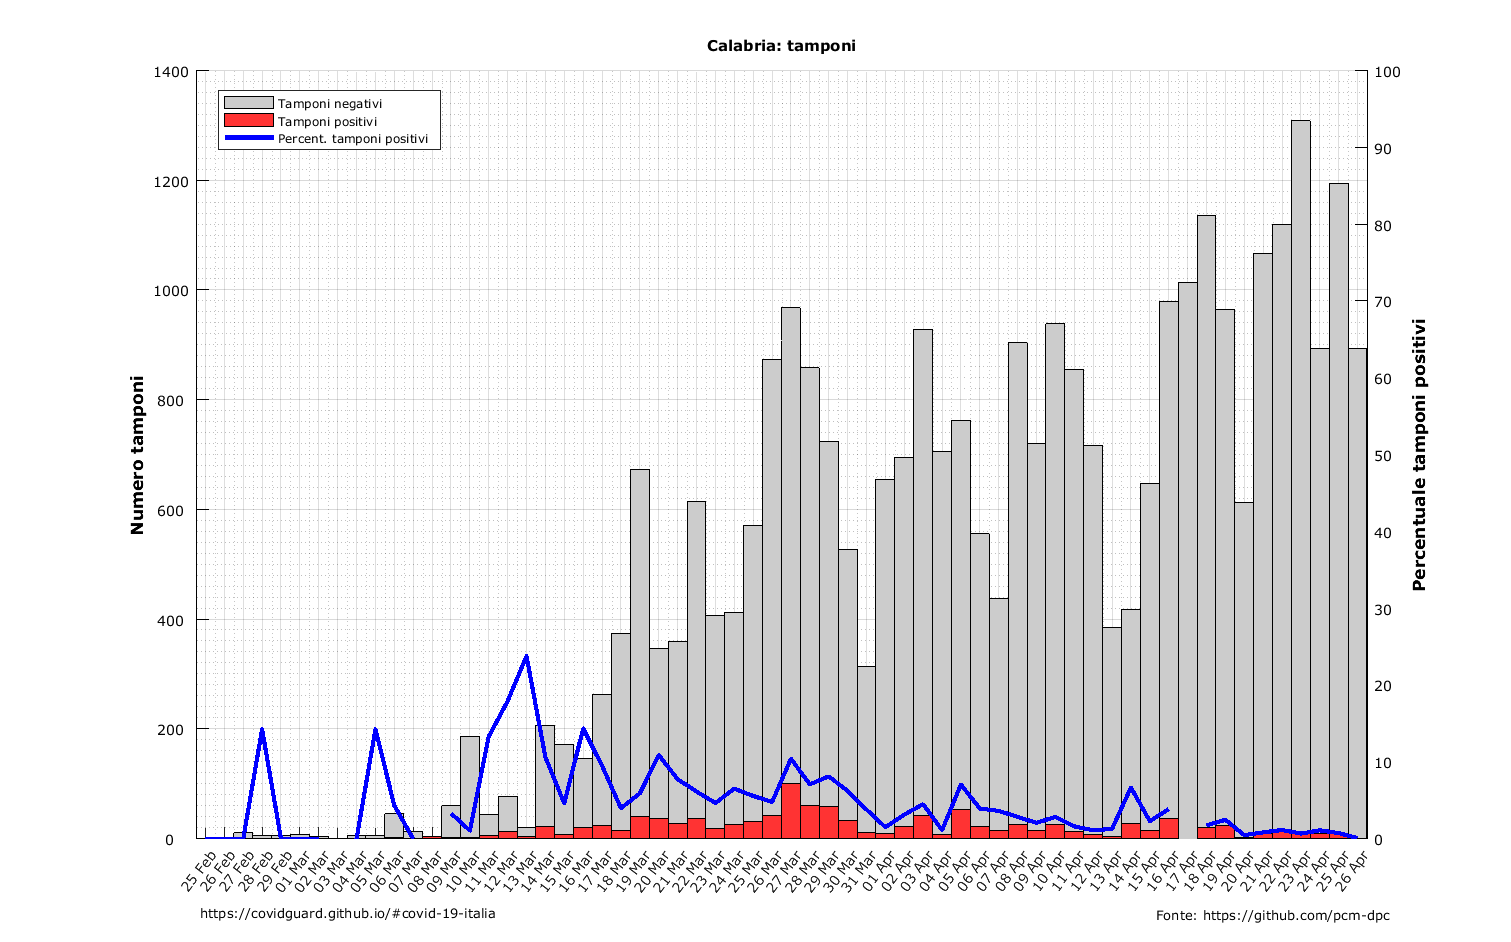 Calabria: tamponi
Tamponi negativi
Tamponi positivi
Percent. tamponi positivi
Numero tamponi
1400
1200
1000
800
600
400
200
0
Percentuale tamponi positivi
100
90
80
70
60
50
40
30
20
10
0
25 Feb
26 Feb
27 Feb
28 Feb
29 Feb
01 Mar
02 Mar
03 Mar
04 Mar
05 Mar
06 Mar
07 Mar
08 Mar
09 Mar
10 Mar
11 Mar
12 Mar
13 Mar
14 Mar
15 Mar
16 Mar
17 Mar
18 Mar
19 Mar
20 Mar
21 Mar
22 Mar
23 Mar
24 Mar
25 Mar
26 Mar
27 Mar
28 Mar
29 Mar
30 Mar
31 Mar
01 Apr
02 Apr
03 Apr
04 Apr
05 Apr
06 Apr
07 Apr
08 Apr
09 Apr
10 Apr
11 Apr
12 Apr
13 Apr
14 Apr
15 Apr
16 Apr
17 Apr
18 Apr
19 Apr
20 Apr
21 Apr
22 Apr
23 Apr
24 Apr
25 Apr
26 Apr
https://covidguard.github.io/#covid-19-italia
Fonte: https://github.com/pcm-dpc